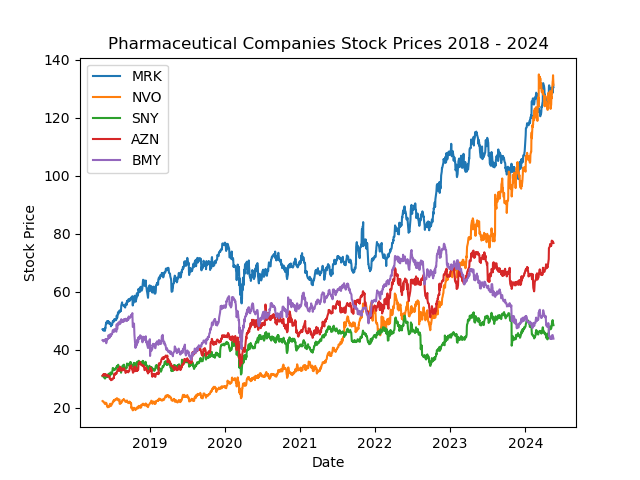 Pharmaceutical Companies Stock Prices 2018 - 2024
MRK
NVO
SNY
AZN
BMY
Stock Price
140
120
100
80
60
40
20
2019 2020 2021 2022 2023 2024
Date